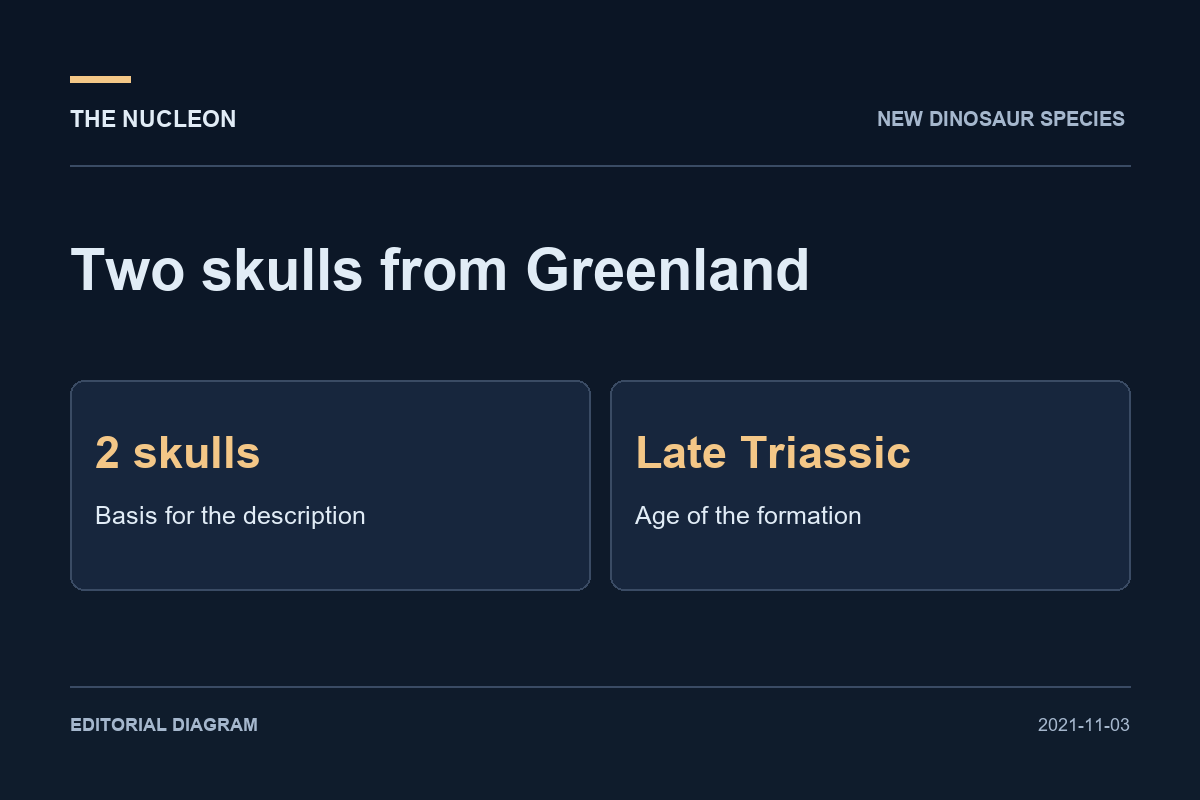 THE NUCLEON
NEW DINOSAUR SPECIES
Two skulls from Greenland
2 skulls
Basis for the description
Late Triassic
Age of the formation
EDITORIAL DIAGRAM
2021-11-03